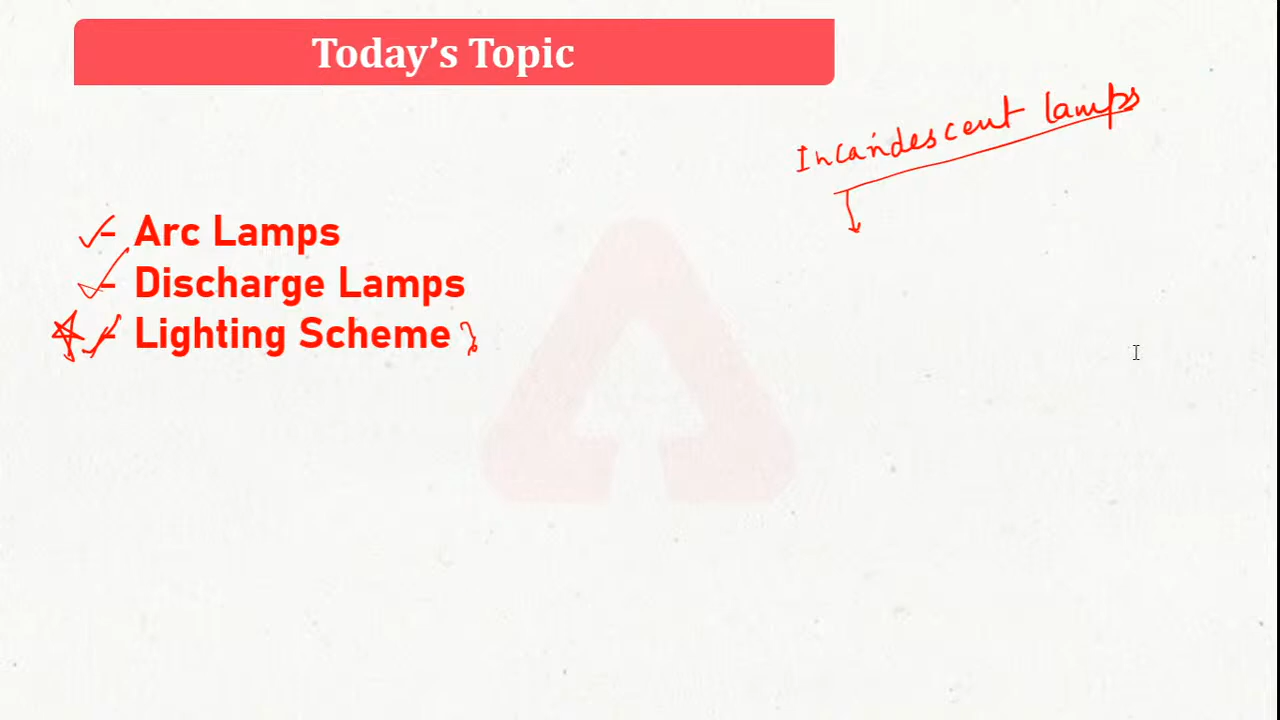 Today's Topic
Incandescent lamps
- Arc Lamps
- Discharge Lamps
- Lighting Scheme